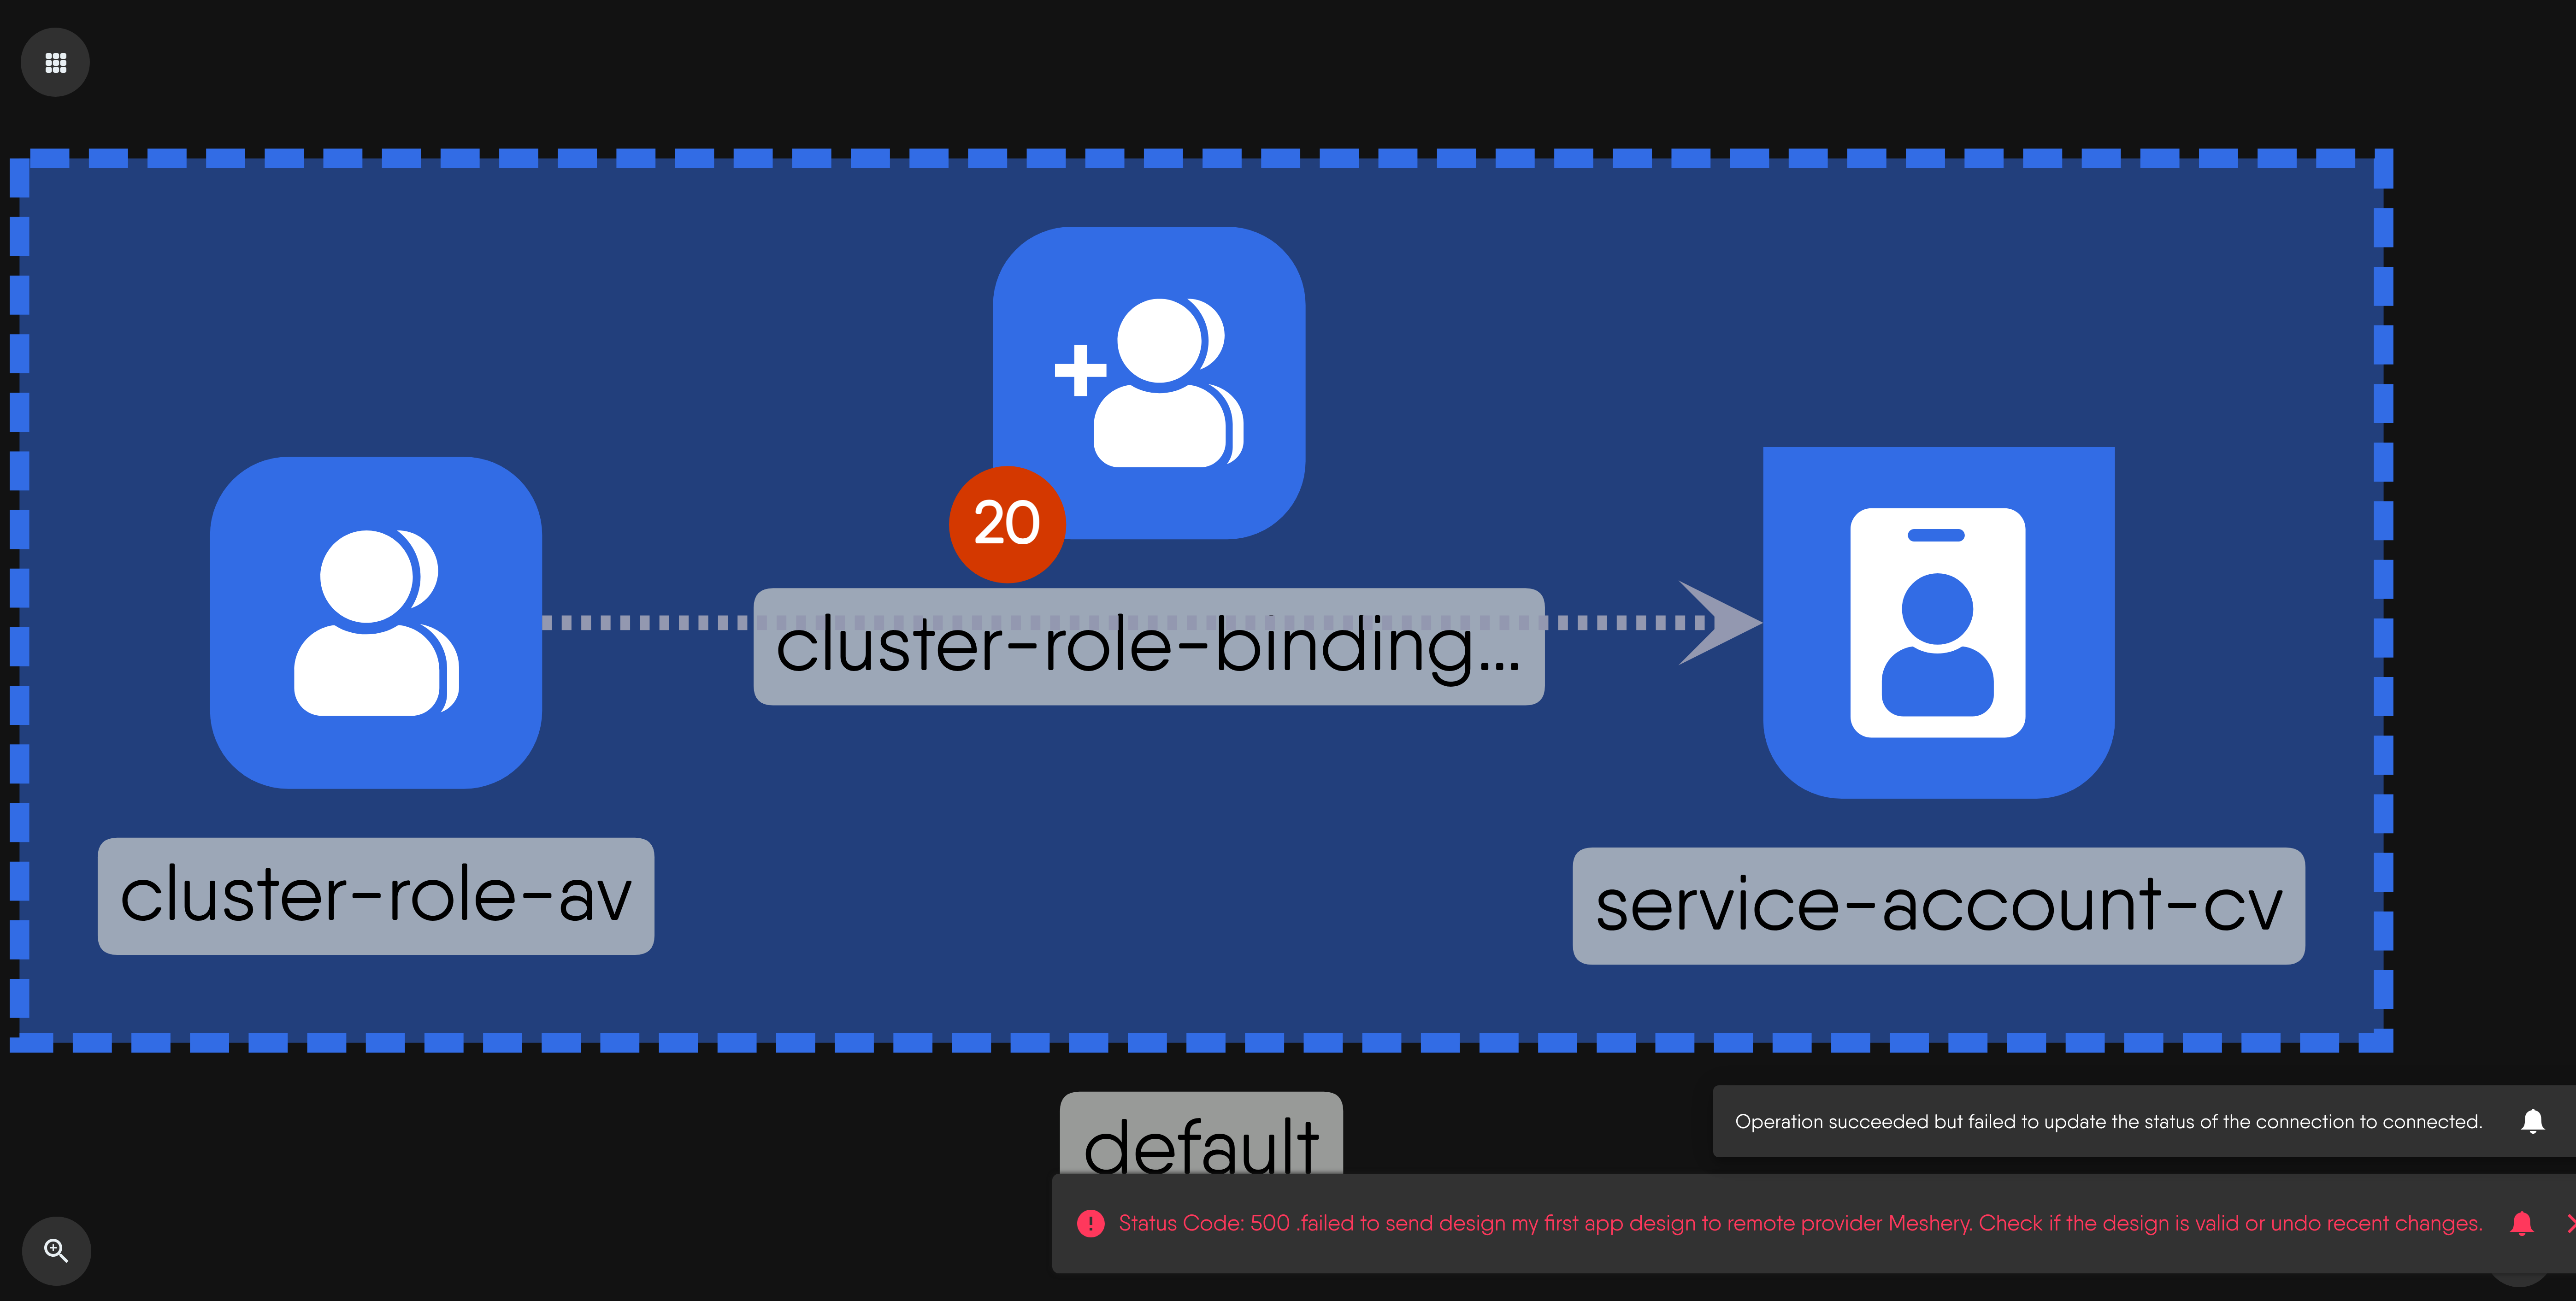 20
cluster-role-binding...
cluster-role-av
service-account-cv
default
Operation succeeded but failed to update the status of the connection to connected.
Status Code: 500 .failed to send design my first app design to remote provider Meshery. Check if the design is valid or undo recent changes.